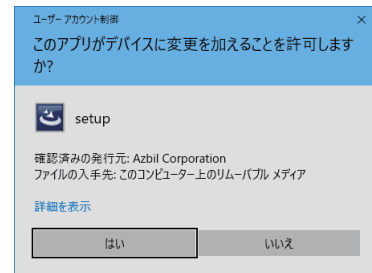 ユーザー アカウント制御
このアプリがデバイスに変更を加えることを許可します
か?
setup
確認済みの発行元: Azbil Corporation
ファイルの入手先: このコンピューター上のリムーバブル メディア
詳細を表示
はい
いいえ